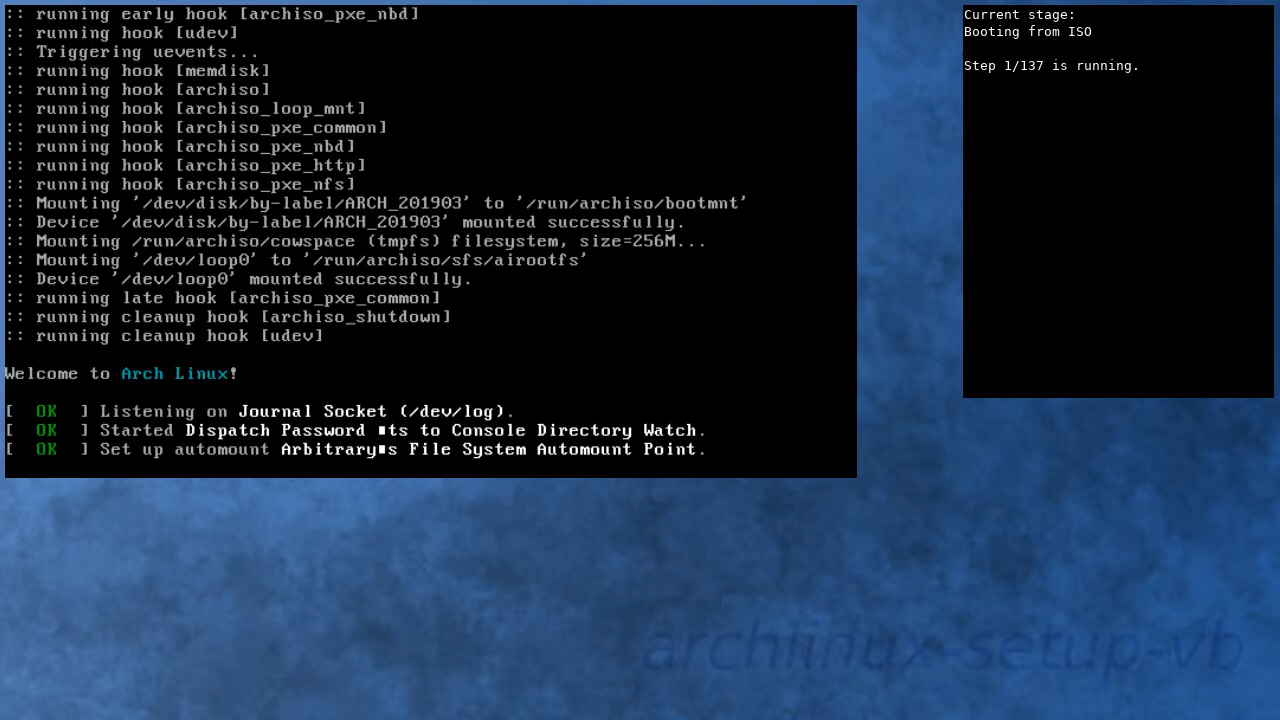 :: running early hook [archiso_pxe_nbd]
:: running hook [udev]
:: Triggering uevents...
:: running hook [memdisk]
:: running hook [archiso]
:: running hook [archiso_loop_mnt]
:: running hook [archiso_pxe_common]
:: running hook [archiso_pxe_nbd]
:: running hook [archiso_pxe_http]
:: running hook [archiso_pxe_nfs]
:: Mounting '/dev/disk/by-label/ARCH_201903' to '/run/archiso/bootmnt'
:: Device '/dev/disk/by-label/ARCH_201903' mounted successfully.
:: Mounting /run/archiso/cowspace (tmpfs) filesystem, size=256M...
:: Mounting '/dev/loop0' to '/run/archiso/sfs/airootfs'
:: Device '/dev/loop0' mounted successfully.
:: running late hook [archiso_pxe_common]
:: running cleanup hook [archiso_shutdown]
:: running cleanup hook [udev]
Welcome to Arch Linux!
[  OK  ] Listening on Journal Socket (/dev/log).
[  OK  ] Started Dispatch Password ▮ts to Console Directory Watch.
[  OK  ] Set up automount Arbitrary▮s File System Automount Point.
Current stage:
Booting from ISO
Step 1/137 is running.
archlinux-setup-vb